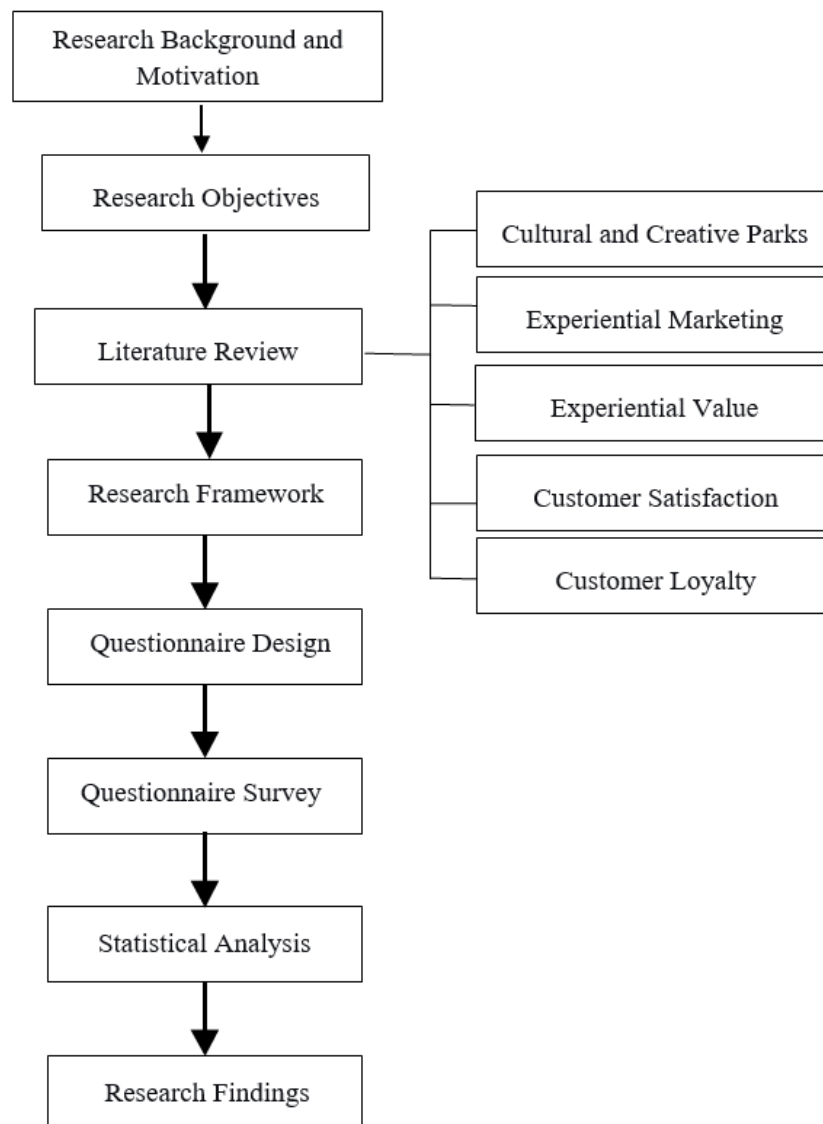 Research Background and
Motivation
Research Objectives
Literature Review
Cultural and Creative Parks
Experiential Marketing
Experiential Value
Customer Satisfaction
Customer Loyalty
Research Framework
Questionnaire Design
Questionnaire Survey
Statistical Analysis
Research Findings